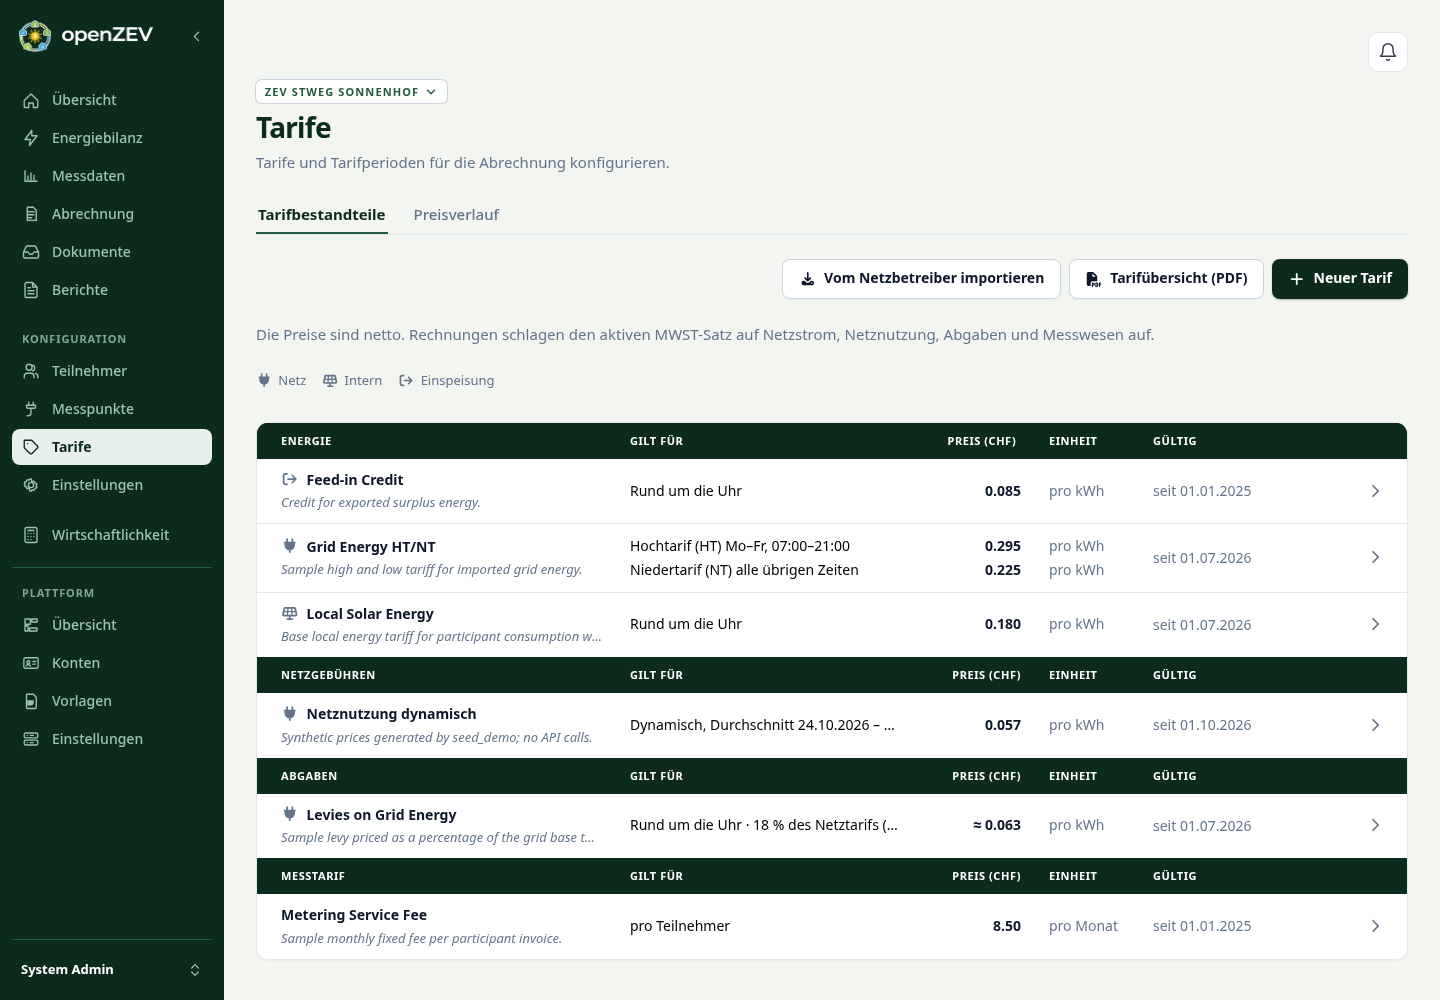 openZEV
Übersicht
Energiebilanz
Messdaten
Abrechnung
Dokumente
Berichte
KONFIGURATION
Teilnehmer
Messpunkte
Tarife
Einstellungen
Wirtschaftlichkeit
PLATTFORM
Übersicht
Konten
Vorlagen
Einstellungen
System Admin
ZEV STWEG SONNENHOF
Tarife
Tarife und Tarifperioden für die Abrechnung konfigurieren.
Tarifbestandteile Preisverlauf
Vom Netzbetreiber importieren Tarifübersicht (PDF) Neuer Tarif
Die Preise sind netto. Rechnungen schlagen den aktiven MWST-Satz auf Netzstrom, Netznutzung, Abgaben und Messwesen auf.
Netz Intern Einspeisung
ENERGIE GILT FÜR PREIS (CHF) EINHEIT GÜLTIG
Feed-in Credit
Credit for exported surplus energy.
Rund um die Uhr 0.085 pro kWh seit 01.01.2025
Grid Energy HT/NT
Sample high and low tariff for imported grid energy.
Hochtarif (HT) Mo–Fr, 07:00–21:00 0.295 pro kWh
Niedertarif (NT) alle übrigen Zeiten 0.225 pro kWh
seit 01.07.2026
Local Solar Energy
Base local energy tariff for participant consumption w...
Rund um die Uhr 0.180 pro kWh seit 01.07.2026
NETZGEBÜHREN GILT FÜR PREIS (CHF) EINHEIT GÜLTIG
Netznutzung dynamisch
Synthetic prices generated by seed_demo; no API calls.
Dynamisch, Durchschnitt 24.10.2026 – ... 0.057 pro kWh seit 01.10.2026
ABGABEN GILT FÜR PREIS (CHF) EINHEIT GÜLTIG
Levies on Grid Energy
Sample levy priced as a percentage of the grid base t...
Rund um die Uhr · 18 % des Netztarifs (... ≈ 0.063 pro kWh seit 01.07.2026
MESSTARIF GILT FÜR PREIS (CHF) EINHEIT GÜLTIG
Metering Service Fee
Sample monthly fixed fee per participant invoice.
pro Teilnehmer 8.50 pro Monat seit 01.01.2025